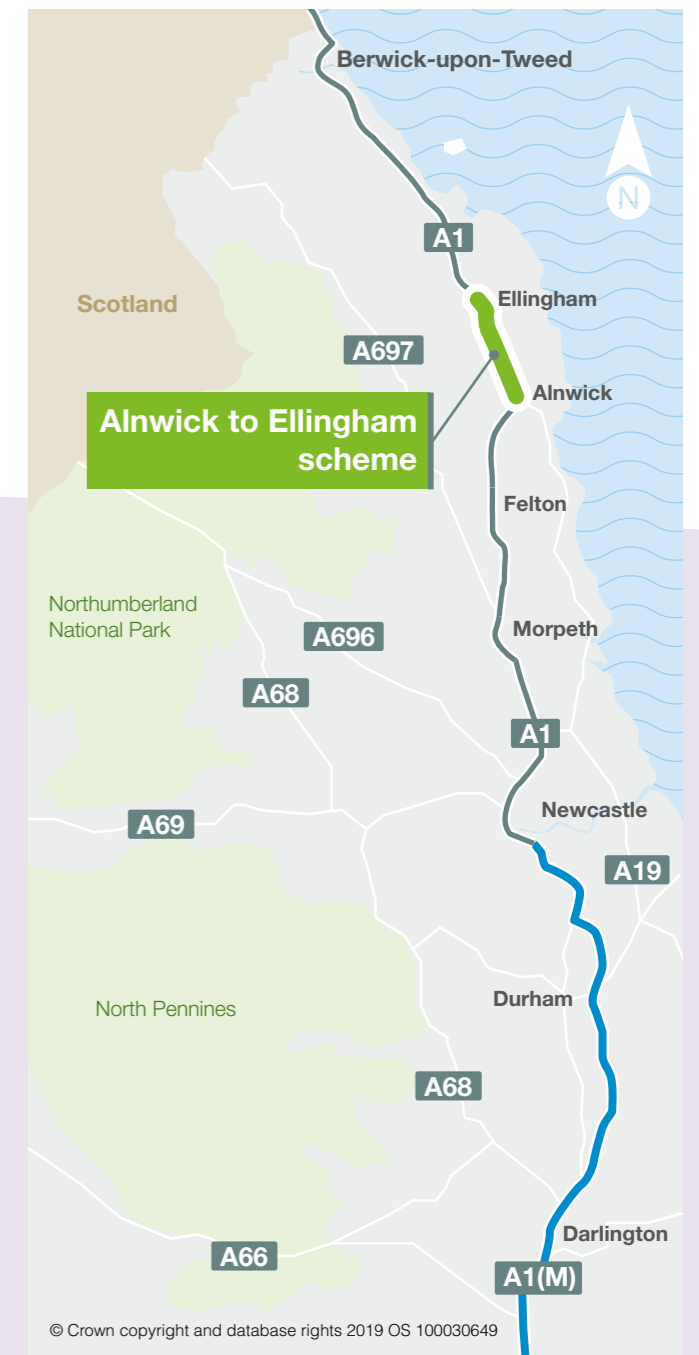 Berwick-upon-Tweed
N
A1
Ellingham
Scotland
A697
Alnwick
Alnwick to Ellingham
scheme
Felton
Northumberland
National Park
A696
Morpeth
A68
A1
Newcastle
A69
A19
Durham
North Pennines
A68
Darlington
A66
A1(M)
© Crown copyright and database rights 2019 OS 100030649